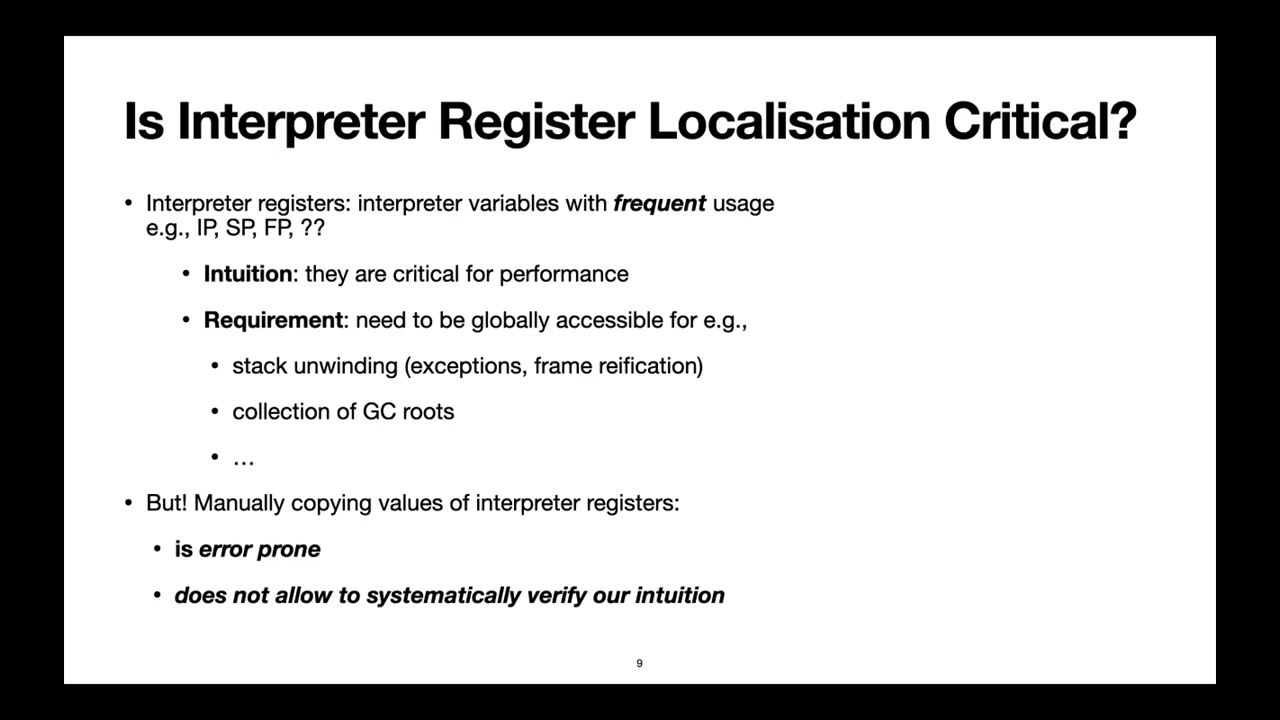 Is Interpreter Register Localisation Critical?
• Interpreter registers: interpreter variables with frequent usage
e.g., IP, SP, FP, ??
• Intuition: they are critical for performance
• Requirement: need to be globally accessible for e.g.,
• stack unwinding (exceptions, frame reification)
• collection of GC roots
• …
• But! Manually copying values of interpreter registers:
• is error prone
• does not allow to systematically verify our intuition
9